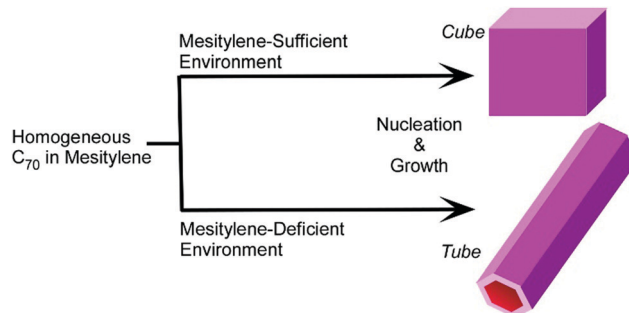 Mesitylene-Sufficient
Environment
Cube
Homogeneous
C70 in Mesitylene
Nucleation
&
Growth
Mesitylene-Deficient
Environment
Tube